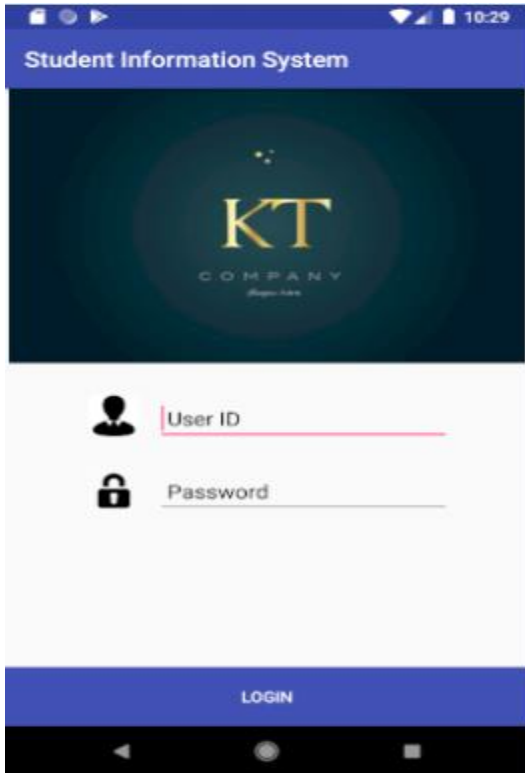 10:29
Student Information System
KT
COMPANY
User ID
Password
LOGIN